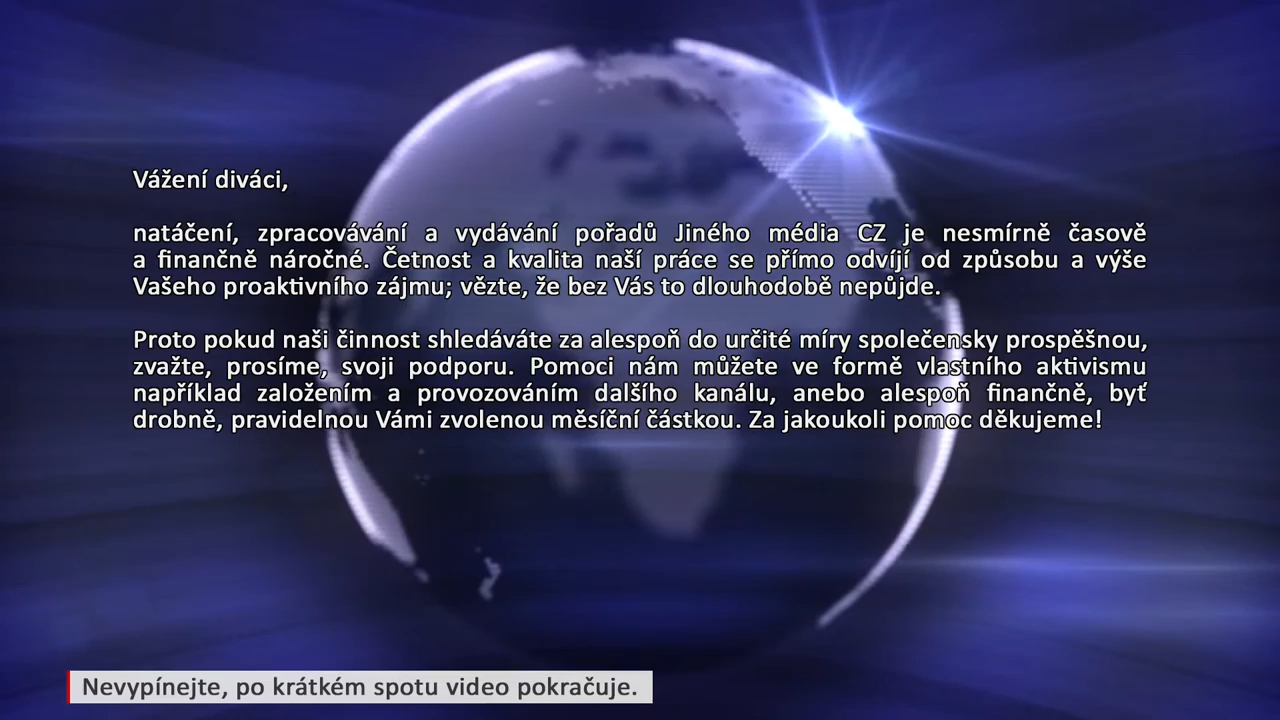 Vážení diváci,
natáčení, zpracovávání a vydávání pořadů Jiného média CZ je nesmírně časově
a finančně náročné. Četnost a kvalita naší práce se přímo odvíjí od způsobu a výše
Vašeho proaktivního zájmu; vězte, že bez Vás to dlouhodobě nepůjde.
Proto pokud naši činnost shledáváte za alespoň do určité míry společensky prospěšnou,
zvažte, prosíme, svoji podporu. Pomoci nám můžete ve formě vlastního aktivismu
například založením a provozováním dalšího kanálu, anebo alespoň finančně, byť
drobně, pravidelnou Vámi zvolenou měsíční částkou. Za jakoukoli pomoc děkujeme!
Nevypínejte, po krátkém spotu video pokračuje.